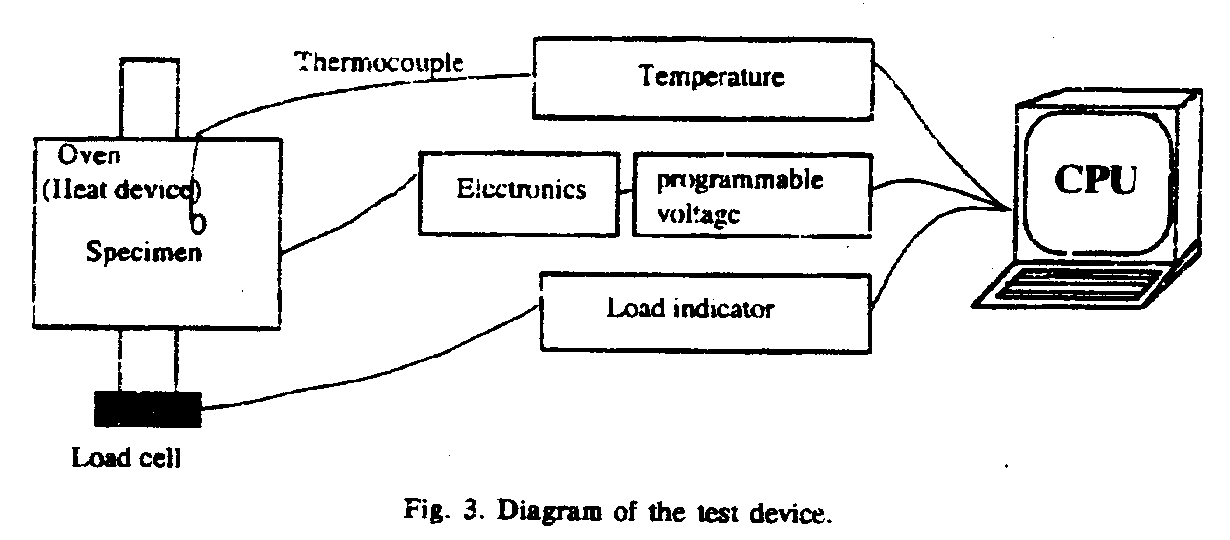 Thermocouple
Temperature
Oven
(Heat device)
Specimen
Electronics
programmable
voltage
CPU
Load indicator
Load cell
Fig. 3. Diagram of the test device.